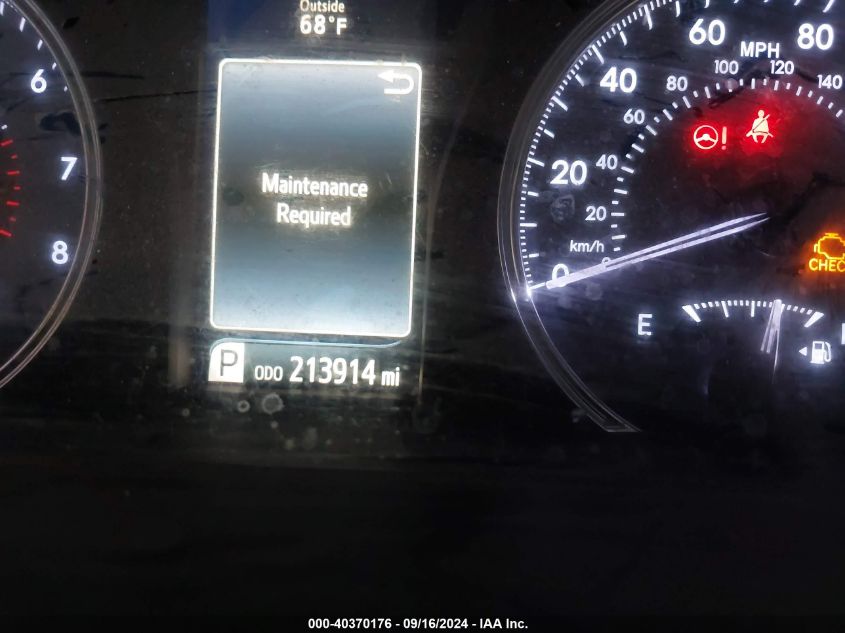 Outside
68°F
Maintenance
Required
P ODO 213914 mi
6
7
8
0
20
40
60
80
MPH
0
20
40
60
80
100
120
140
km/h
!
CHEC
E
000-40370176 - 09/16/2024 - IAA Inc.